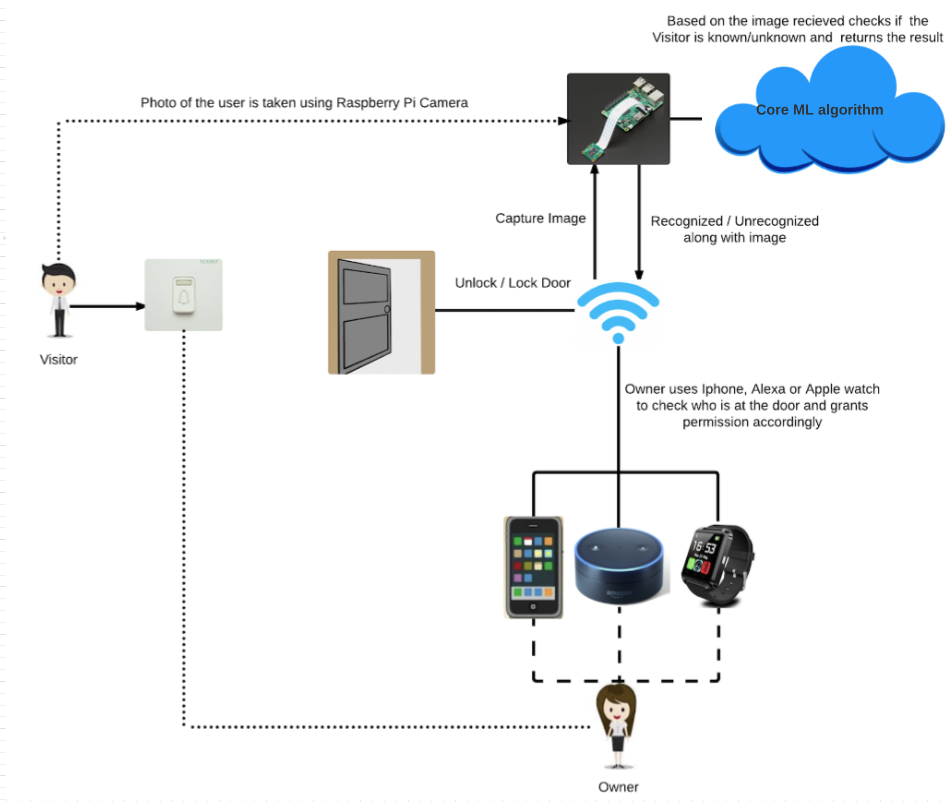 Based on the image recieved checks if the
Visitor is known/unknown and returns the result
Core ML algorithm
Photo of the user is taken using Raspberry Pi Camera
Capture Image
Recognized / Unrecognized
along with image
Unlock / Lock Door
Visitor
Owner uses Iphone, Alexa or Apple watch
to check who is at the door and grants
permission accordingly
16:53
Owner